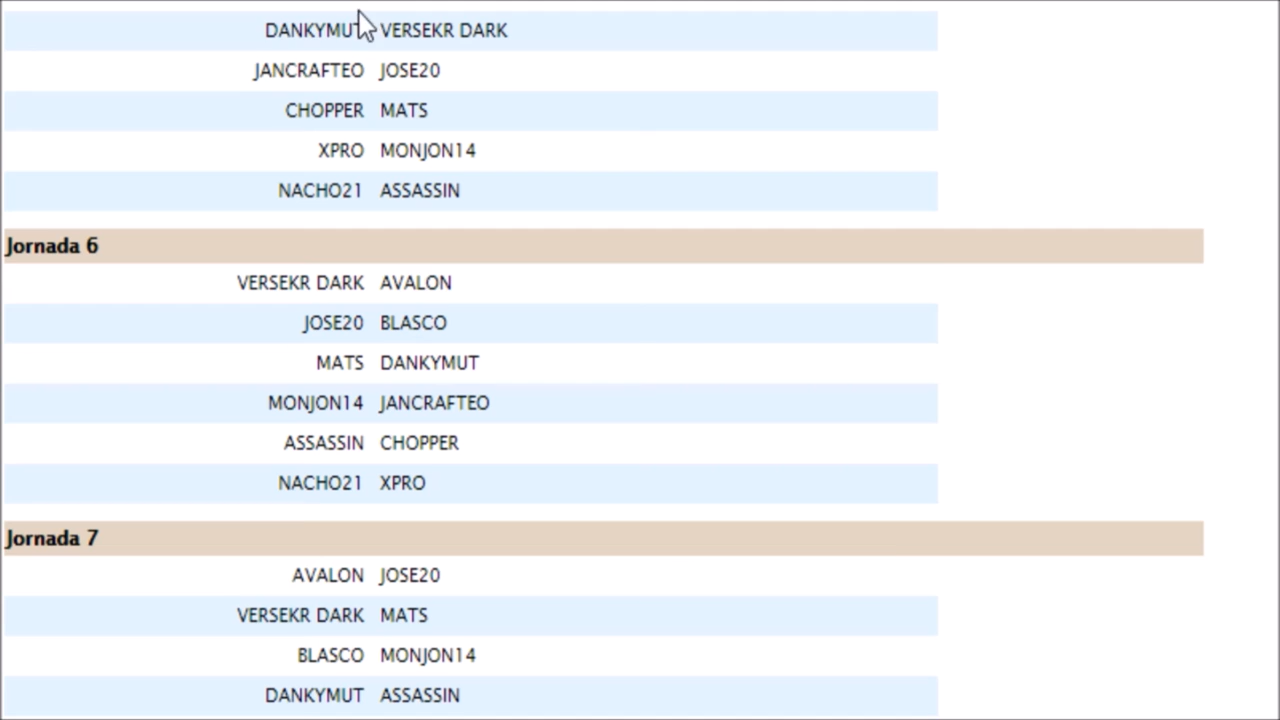 DANKYMUT VERSEKR DARK
JANCRAFTEO JOSE20
CHOPPER MATS
XPRO MONJON14
NACHO21 ASSASSIN
Jornada 6
VERSEKR DARK AVALON
JOSE20 BLASCO
MATS DANKYMUT
MONJON14 JANCRAFTEO
ASSASSIN CHOPPER
NACHO21 XPRO
Jornada 7
AVALON JOSE20
VERSEKR DARK MATS
BLASCO MONJON14
DANKYMUT ASSASSIN